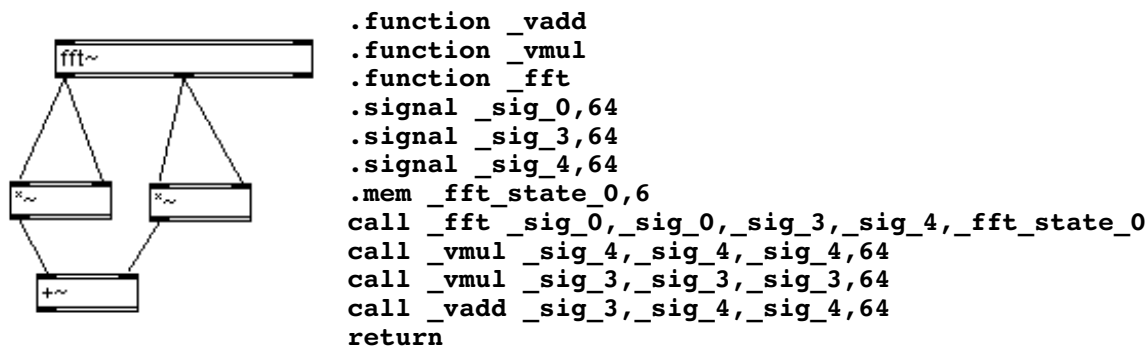 fft~
*~
*~
+~
.function _vadd
.function _vmul
.function _fft
.signal _sig_0,64
.signal _sig_3,64
.signal _sig_4,64
.mem _fft_state_0,6
call _fft _sig_0,_sig_0,_sig_3,_sig_4,_fft_state_0
call _vmul _sig_4,_sig_4,_sig_4,64
call _vmul _sig_3,_sig_3,_sig_3,64
call _vadd _sig_3,_sig_4,_sig_4,64
return